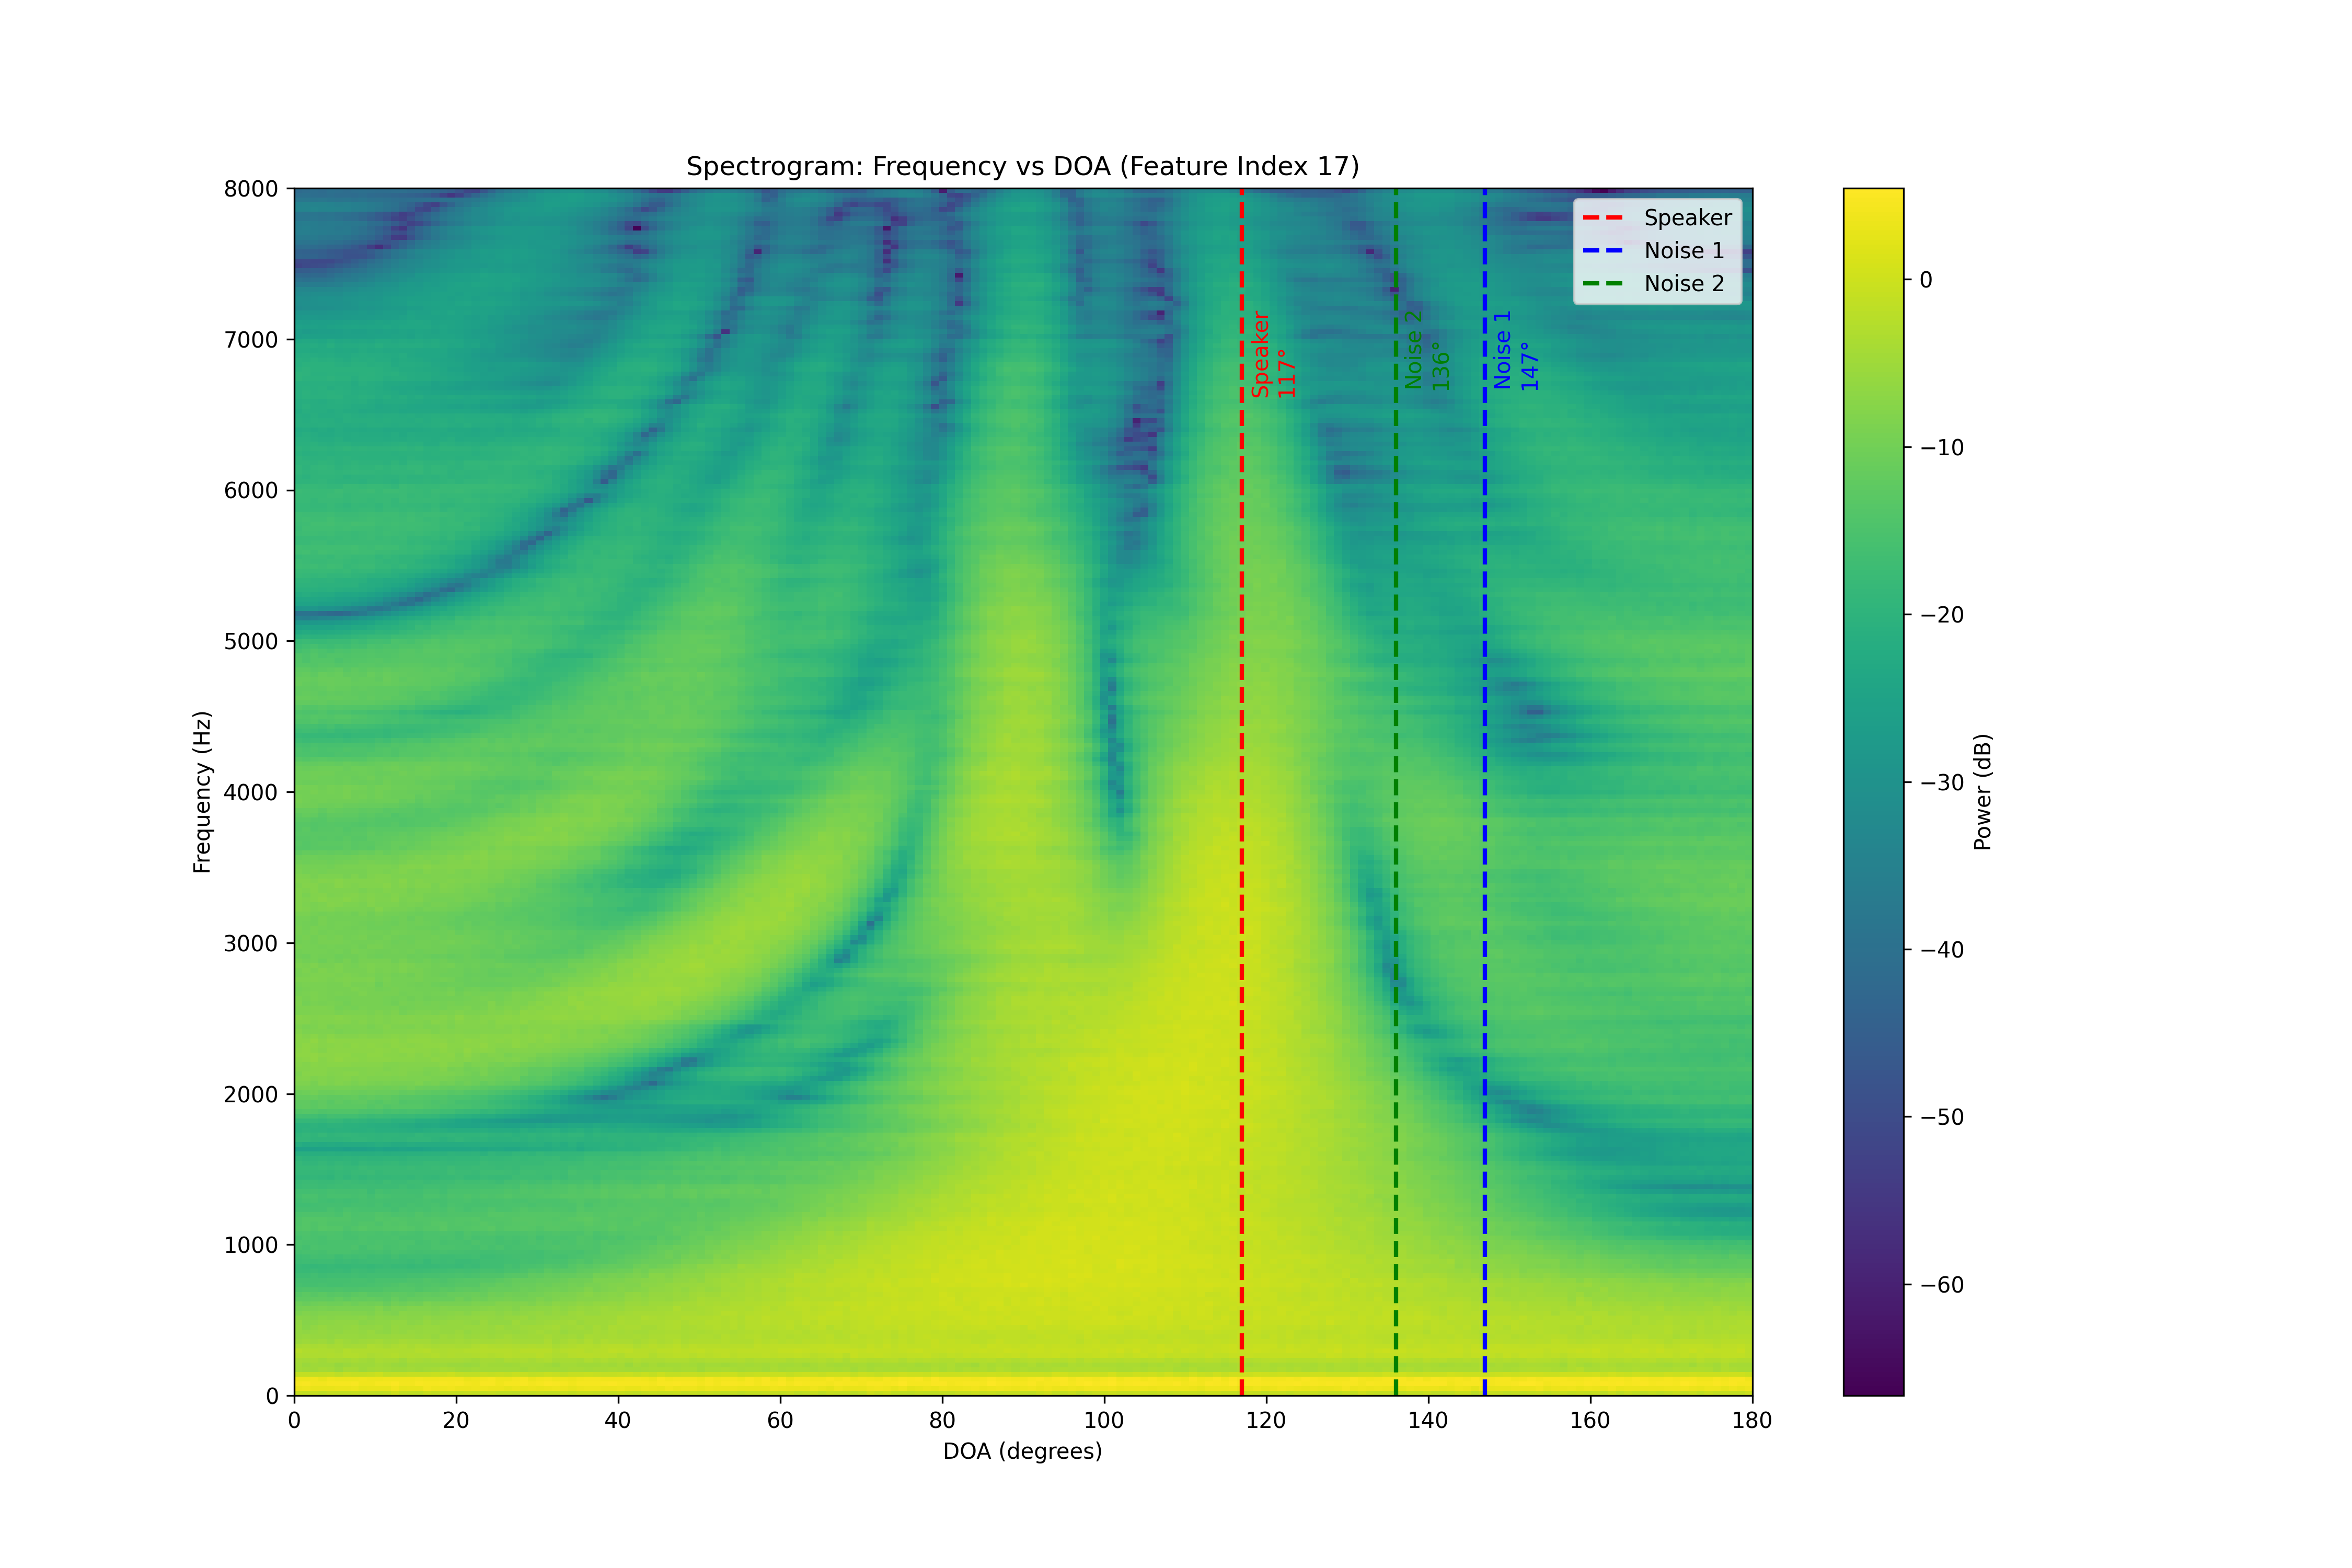 Spectrogram: Frequency vs DOA (Feature Index 17)
8000
7000
6000
5000
4000
3000
2000
1000
0
Frequency (Hz)
0
20
40
60
80
100
120
140
160
180
DOA (degrees)
Speaker
117°
Noise 2
136°
Noise 1
147°
Speaker
Noise 1
Noise 2
0
−10
−20
−30
−40
−50
−60
Power (dB)